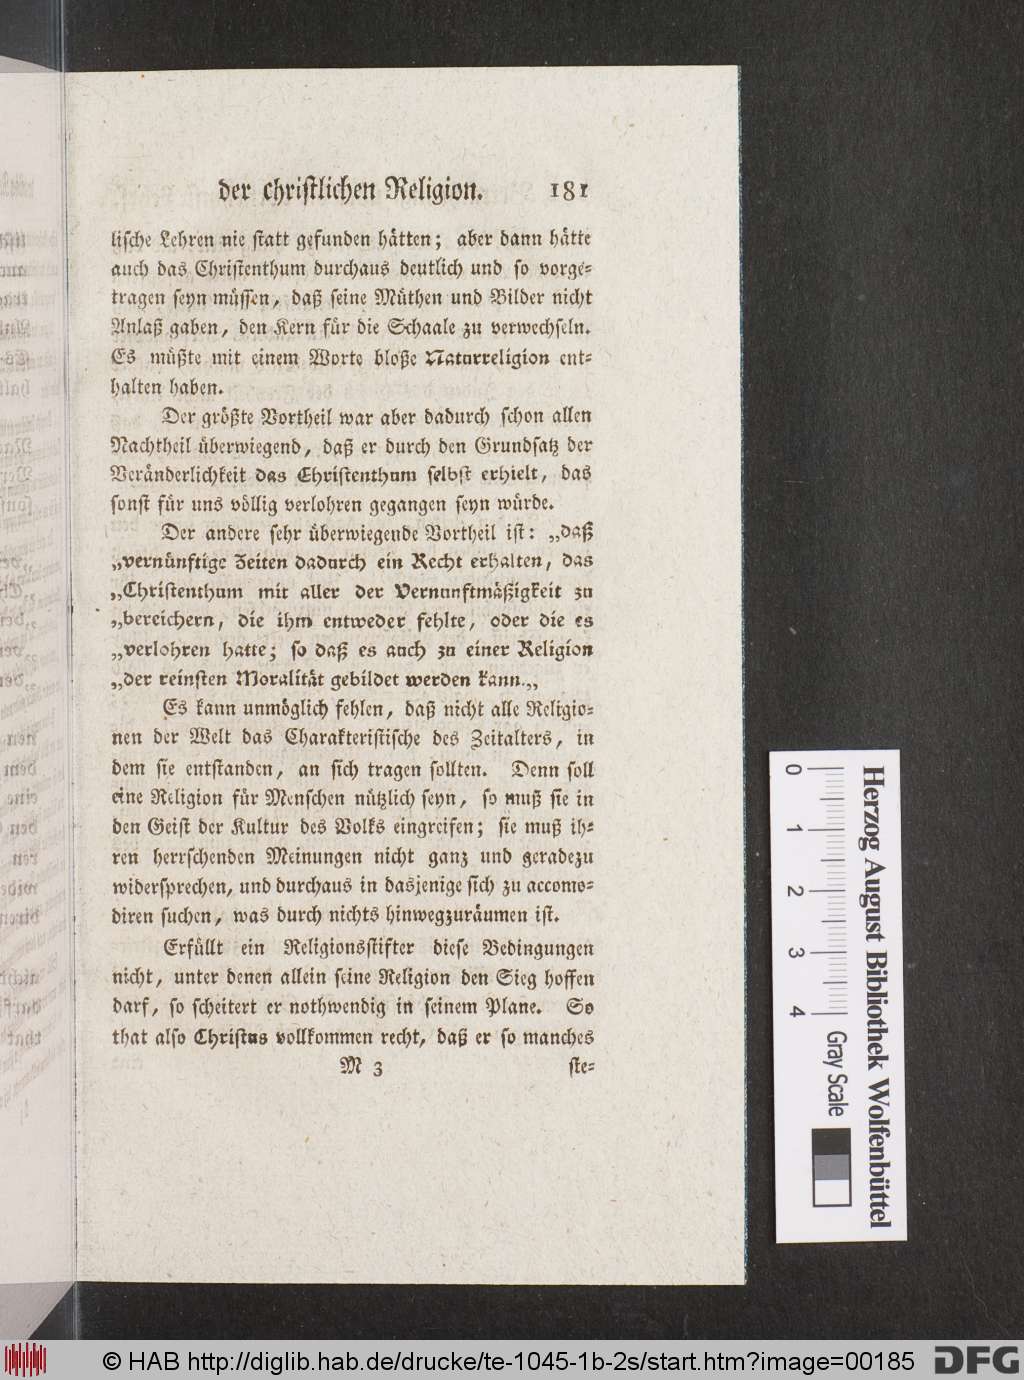 der christlichen Religion. 181
lische Lehren nie statt gefunden hätten; aber dann hätte
auch das Christenthum durchaus deutlich und so vorge-
tragen seyn müssen, daß seine Mythen und Bilder nicht
Anlaß gaben, den Kern für die Schaale zu verwechseln.
Es müßte mit einem Worte bloße Naturreligion ent-
halten haben.
Der größte Vortheil war aber dadurch schon allen
Nachtheil überwiegend, daß er durch den Grundsatz der
Veränderlichkeit das Christenthum selbst erhielt, das
sonst für uns völlig verlohren gegangen seyn würde.
Der andere sehr überwiegende Vortheil ist: „daß
„vernünftige Zeiten dadurch ein Recht erhalten, das
„Christenthum mit aller der Vernunftmäßigkeit zu
„bereichern, die ihm entweder fehlte, oder die es
„verlohren hatte; so daß es auch zu einer Religion
„der reinsten Moralität gebildet werden kann.„
Es kann unmöglich fehlen, daß nicht alle Religio-
nen der Welt das Charakteristische des Zeitalters, in
dem sie entstanden, an sich tragen sollten. Denn soll
eine Religion für Menschen nützlich seyn, so muß sie in
den Geist der Kultur des Volks eingreifen; sie muß ih-
ren herrschenden Meinungen nicht ganz und geradezu
widersprechen, und durchaus in dasjenige sich zu accomo-
diren suchen, was durch nichts hinwegzuräumen ist.
Erfüllt ein Religionsstifter diese Bedingungen
nicht, unter denen allein seine Religion den Sieg hoffen
darf, so scheitert er nothwendig in seinem Plane. So
that also Christus vollkommen recht, daß er so manches
M 3 ste-
0 1 2 3 4 Gray Scale
Herzog August Bibliothek Wolfenbüttel
© HAB http://diglib.hab.de/drucke/te-1045-1b-2s/start.htm?image=00185 DFG